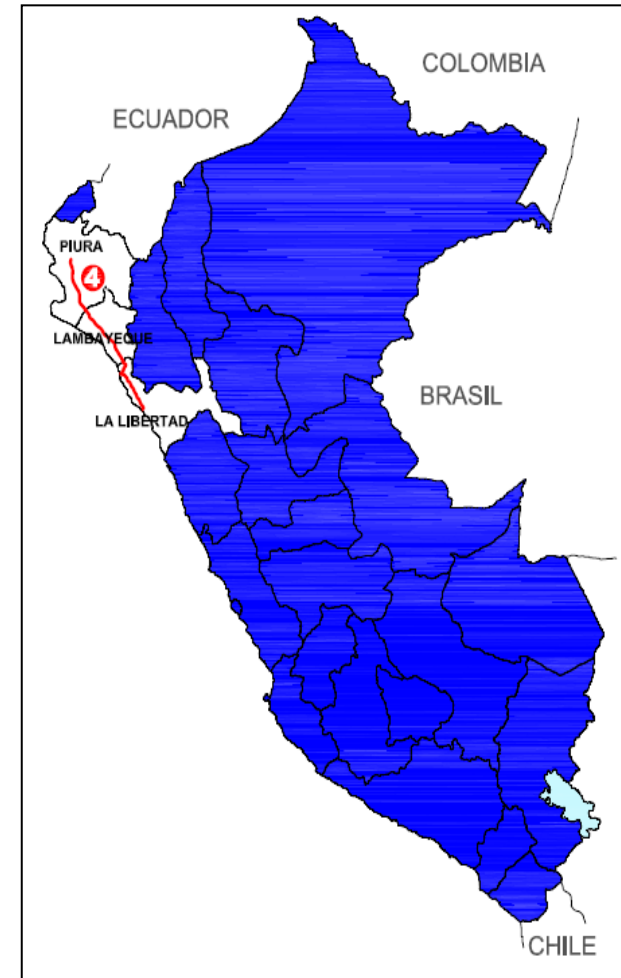 COLOMBIA
ECUADOR
PIURA
4
LAMBAYEQUE
BRASIL
LA LIBERTAD
CHILE